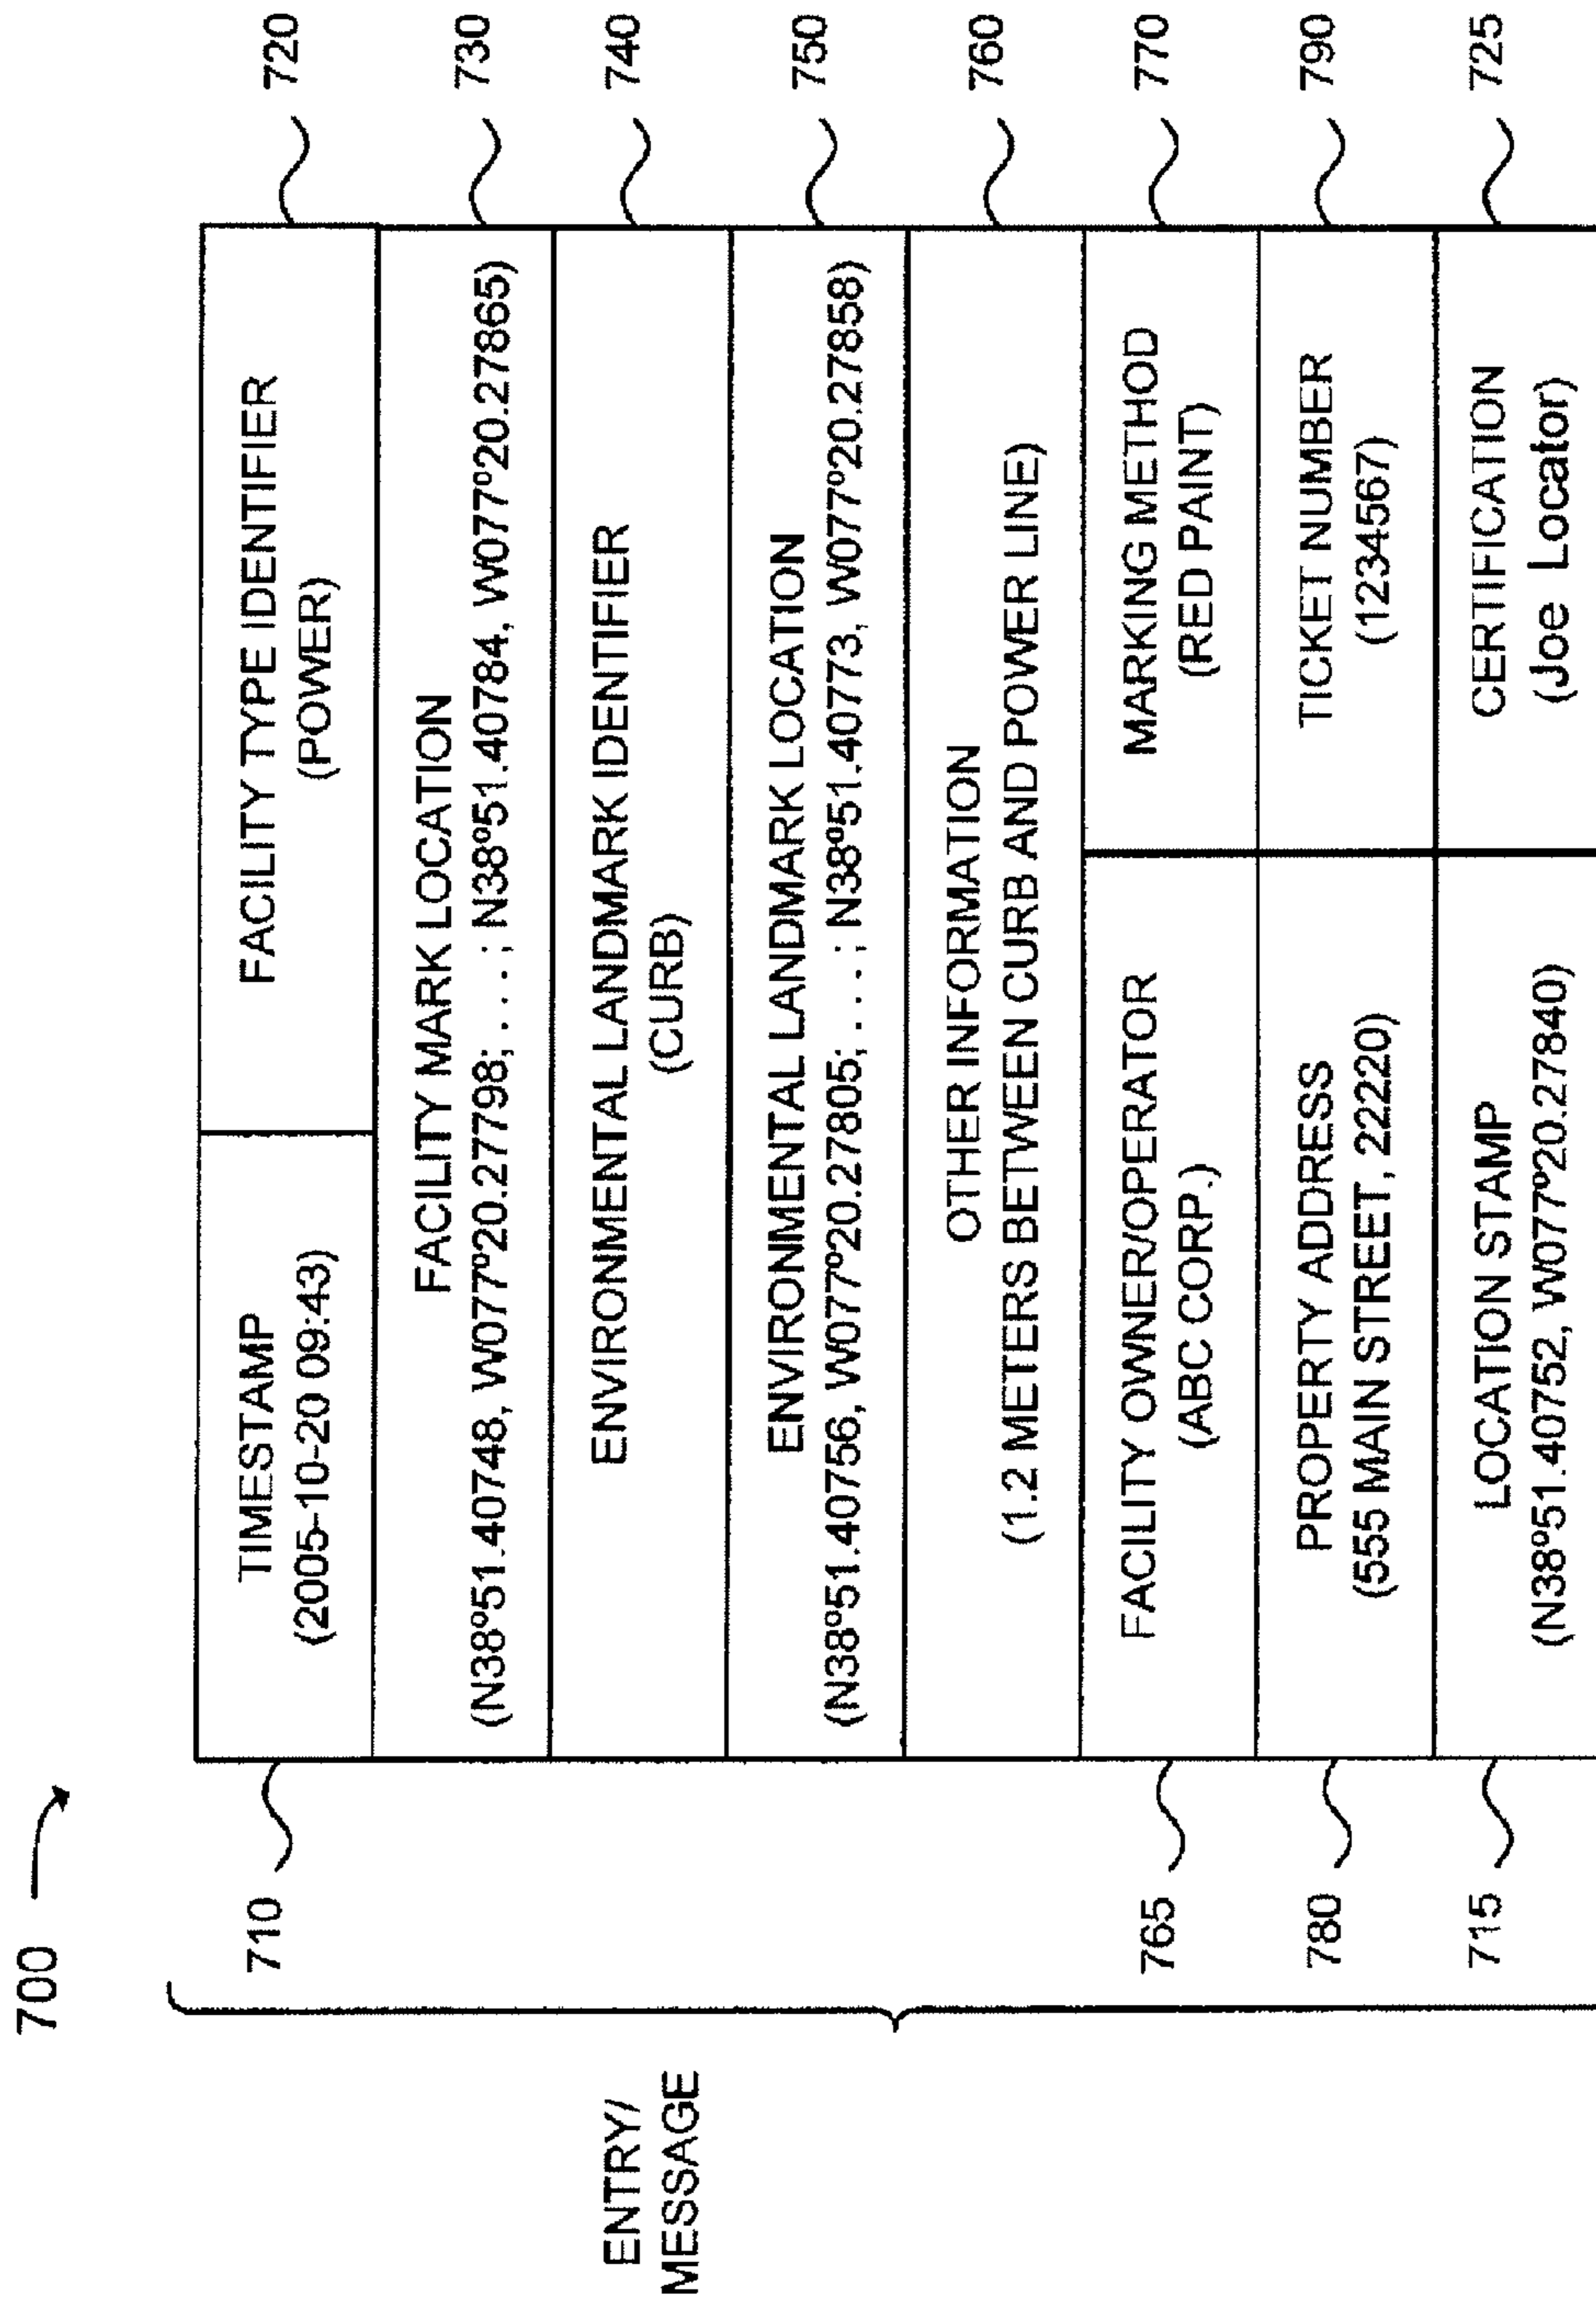 700
ENTRY/
MESSAGE
710
TIMESTAMP
(2005-10-20 09:43)
FACILITY TYPE IDENTIFIER
(POWER)
720
FACILITY MARK LOCATION
(N38°51.40748, W077°20.27798; . . . ; N38°51.40784, W077°20.27865)
730
ENVIRONMENTAL LANDMARK IDENTIFIER
(CURB)
740
ENVIRONMENTAL LANDMARK LOCATION
(N38°51.40756, W077°20.27805; . . . ; N38°51.40773, W077°20.27858)
750
OTHER INFORMATION
(1.2 METERS BETWEEN CURB AND POWER LINE)
760
765
FACILITY OWNER/OPERATOR
(ABC CORP.)
MARKING METHOD
(RED PAINT)
770
780
PROPERTY ADDRESS
(555 MAIN STREET, 22220)
TICKET NUMBER
(1234567)
790
715
LOCATION STAMP
(N38°51.40752, W077°20.27840)
CERTIFICATION
(Joe Locator)
725